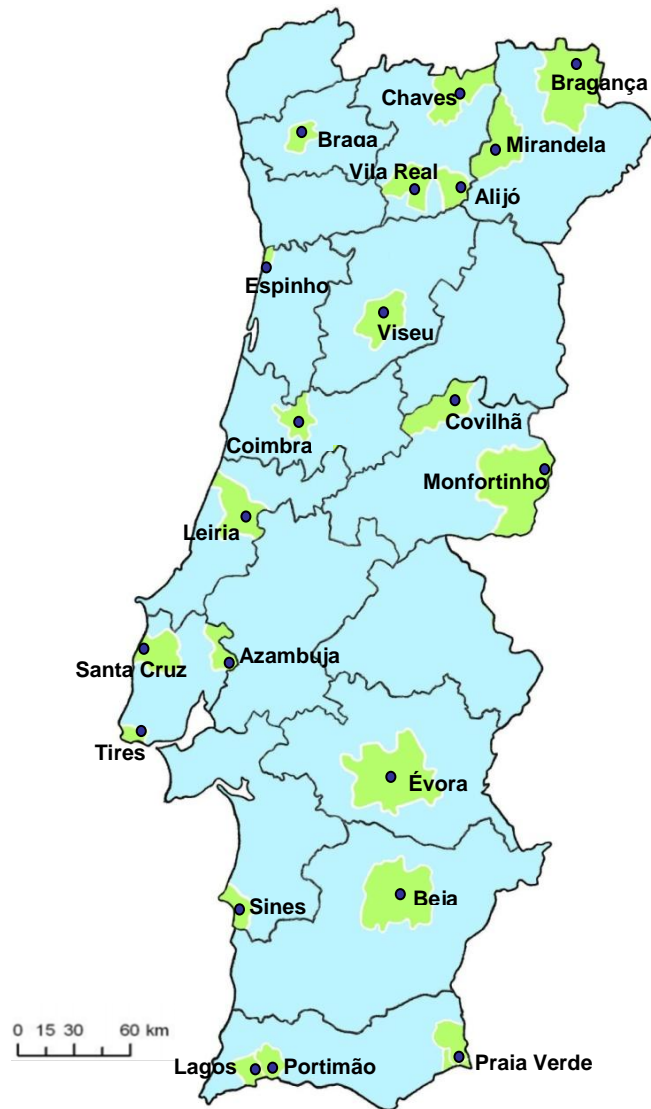 Bragança
Chaves
Braga
Mirandela
Vila Real
Alijó
Espinho
Viseu
Covilhã
Coimbra
Monfortinho
Leiria
Azambuja
Santa Cruz
Tires
Évora
Beja
Sines
0 15 30 60 km
Lagos
Portimão
Praia Verde